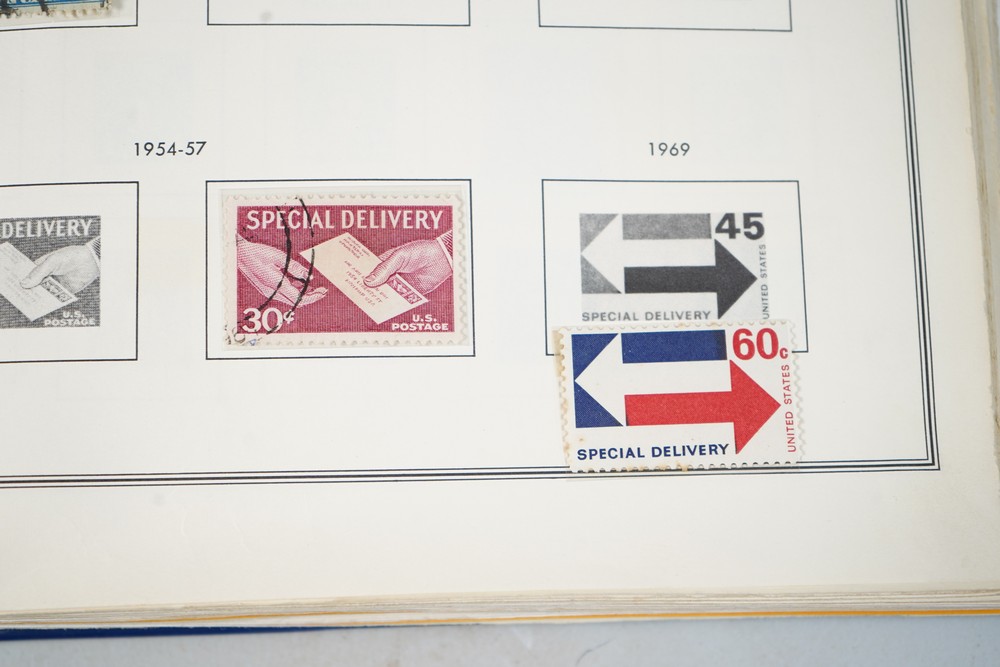 1954-57
1969
DELIVERY
U.S.
POSTAGE
SPECIAL DELIVERY
30¢
U.S.
POSTAGE
45
UNITED STATES
SPECIAL DELIVERY
60c
UNITED STATES
SPECIAL DELIVERY